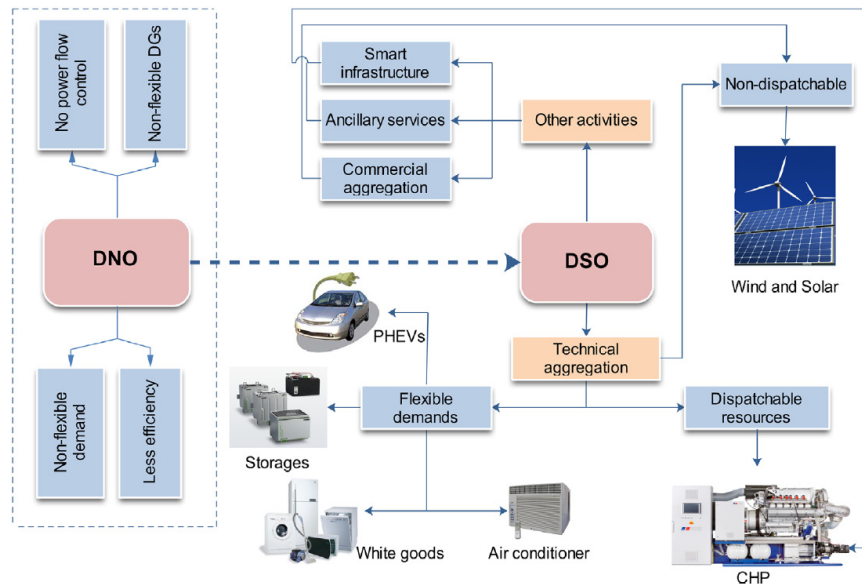 No power flow
control
Non-flexible DGs
DNO
Non-flexible
demand
Less efficiency
Smart
infrastructure
Ancillary services
Commercial
aggregation
Other activities
Non-dispatchable
Wind and Solar
DSO
Technical
aggregation
PHEVs
Flexible
demands
Dispatchable
resources
Storages
White goods
Air conditioner
CHP